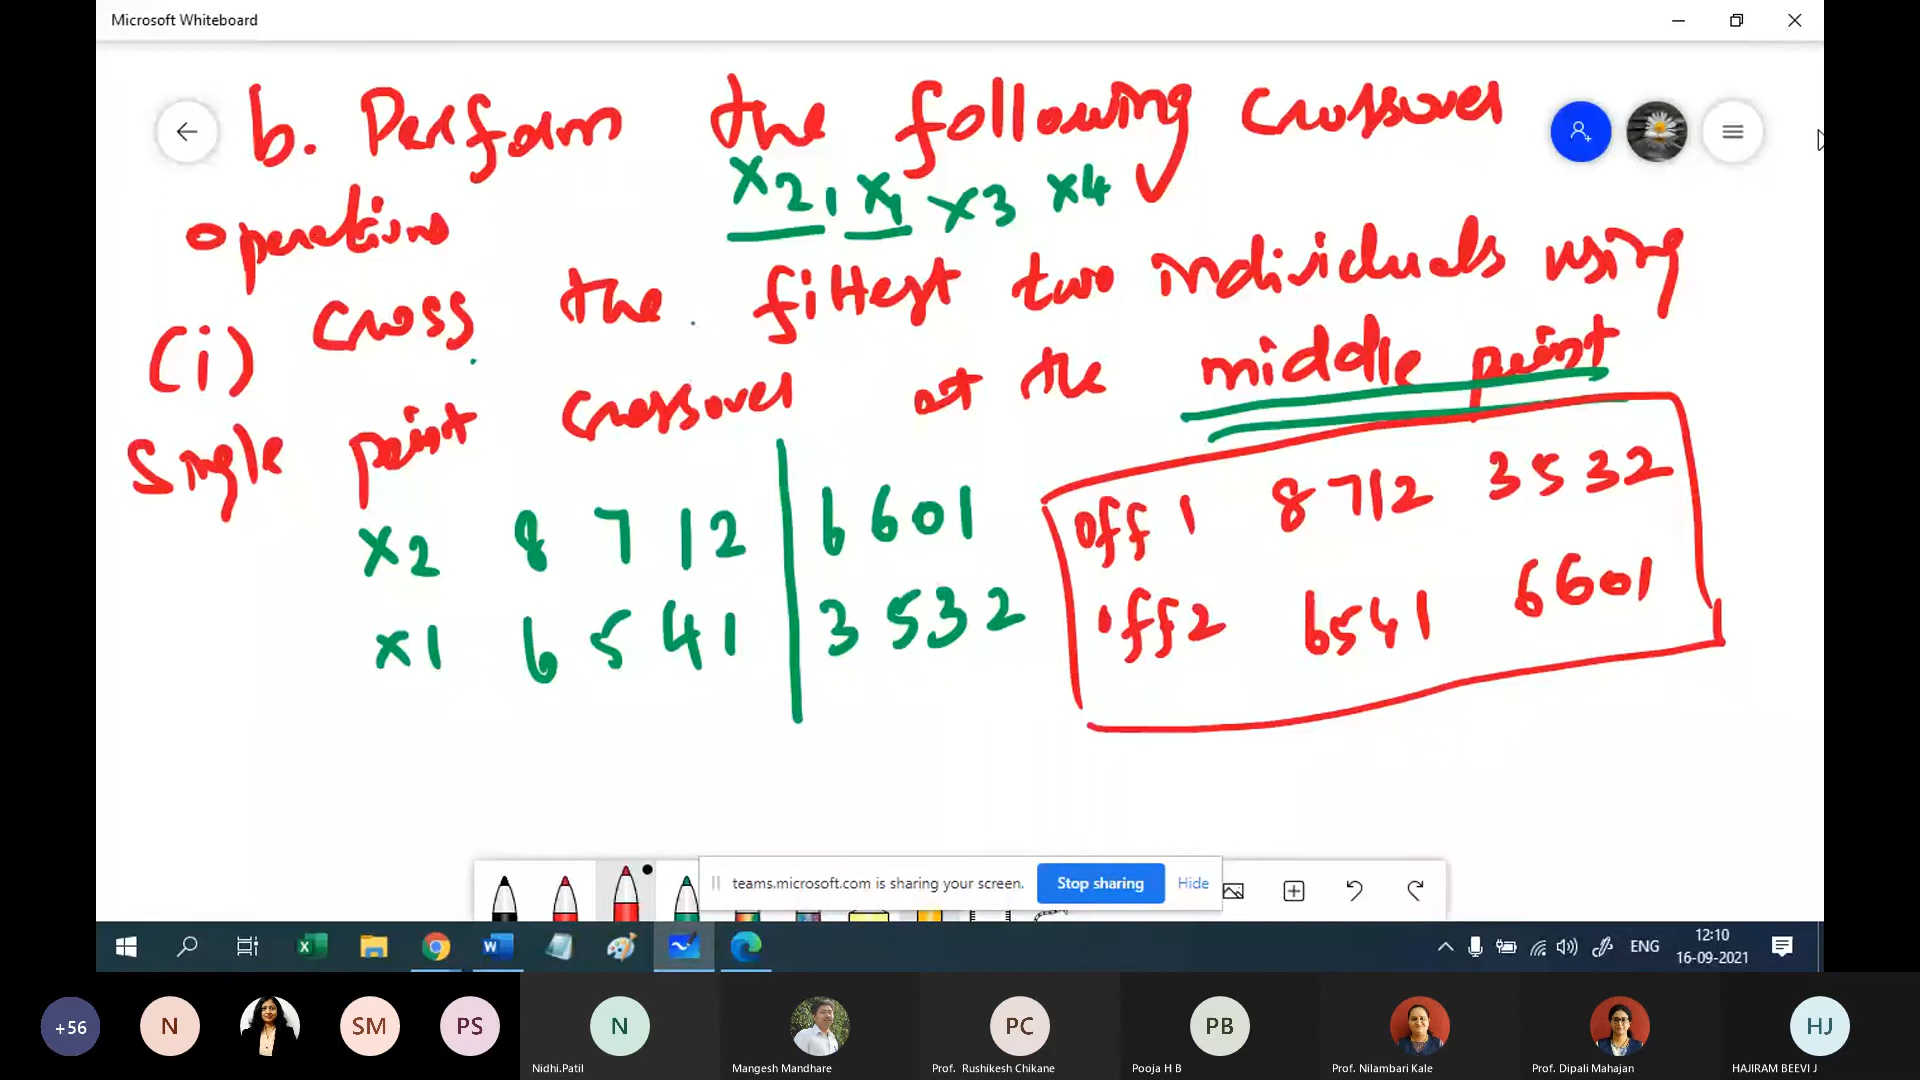 Microsoft Whiteboard
b. Perform the following crossover
operations
x2, x1 x3 x4
(i) cross the fittest two individuals using
single point crossover at the middle point
x2 8 7 1 2 6 6 0 1
x1 6 5 4 1 3 5 3 2
off 1 8 7 1 2 3 5 3 2
off 2 6 5 4 1 6 6 0 1
teams.microsoft.com is sharing your screen. Stop sharing Hide
ENG
12:10
16-09-2021
+56 N SM PS N PC PB HJ
Nidhi.Patil Mangesh Mandhare Prof. Rushikesh Chikane Pooja H B Prof. Nilambari Kale Prof. Dipali Mahajan HAJIRAM BEEVI J